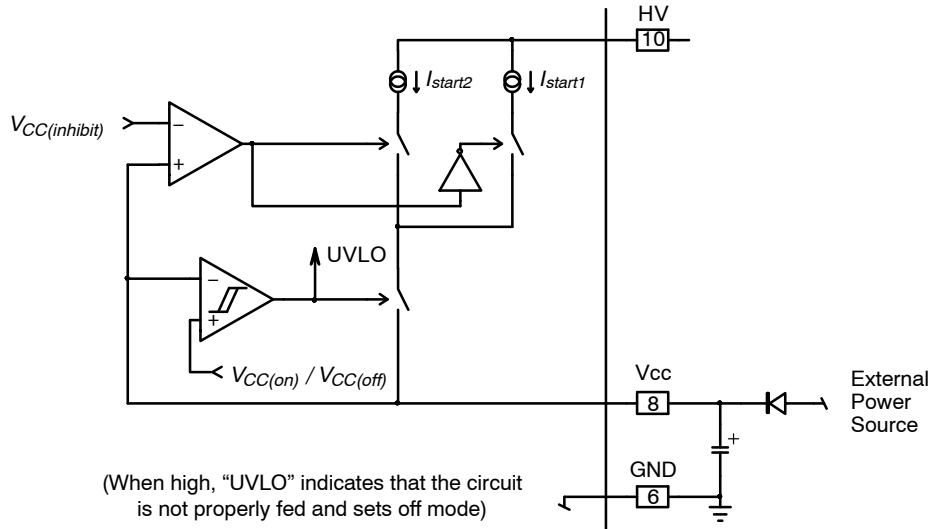 HV
10
Istart2
Istart1
VCC(inhibit)
−
+
UVLO
−
+
VCC(on) / VCC(off)
Vcc
8
External
Power
Source
+
GND
6
(When high, “UVLO” indicates that the circuit
is not properly fed and sets off mode)